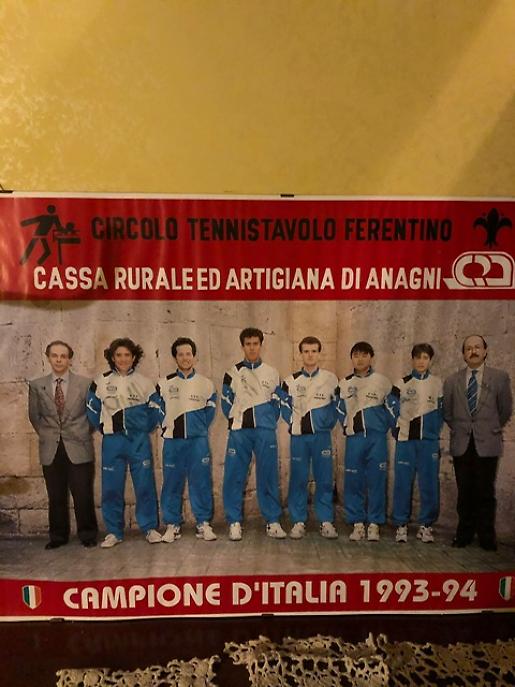 CIRCOLO TENNISTAVOLO FERENTINO
CASSA RURALE ED ARTIGIANA DI ANAGNI
CAMPIONE D'ITALIA 1993-94